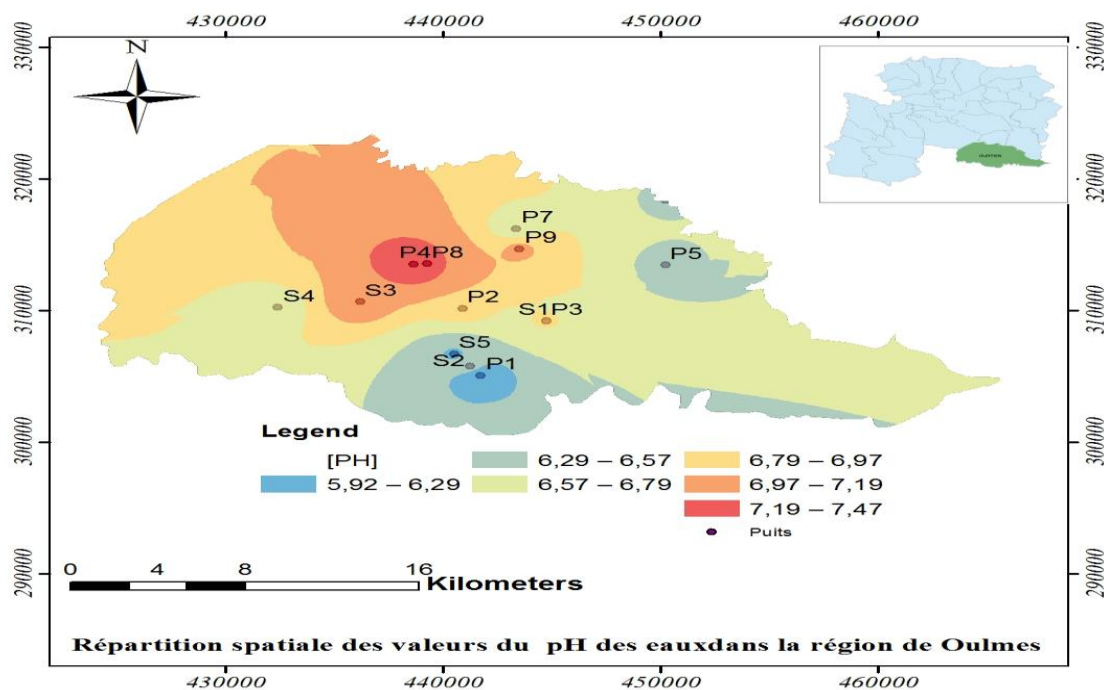 430000 440000 450000 460000
330000 330000
N
320000 320000
P7
P9
P4P8 P5
S4 S3 P2 S1P3
310000 310000
S5
S2 P1
Legend
[PH] 6,29 – 6,57 6,79 – 6,97
300000 300000
5,92 – 6,29 6,57 – 6,79 6,97 – 7,19
7,19 – 7,47
Puits
290000 290000
0 4 8 16 Kilometers
Répartition spatiale des valeurs du pH des eauxdans la région de Oulmes
430000 440000 450000 460000